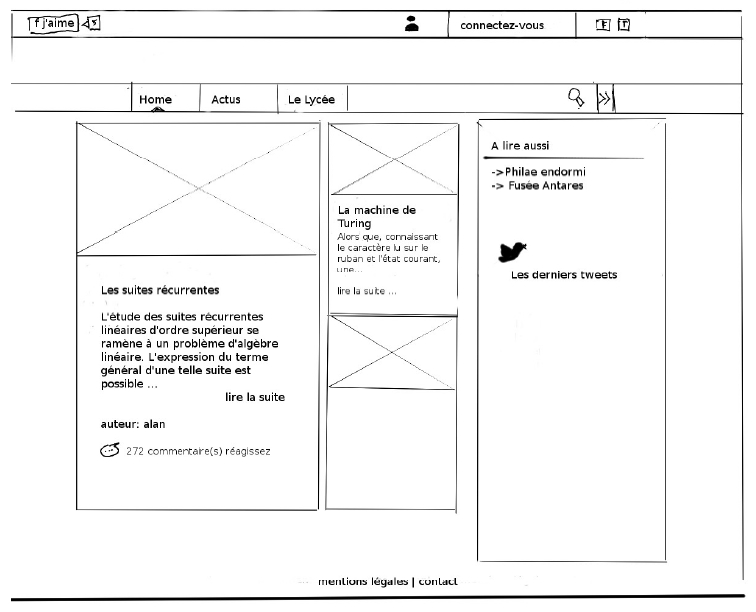 f j'aime 5
connectez-vous
F T
Home Actus Le Lycée
A lire aussi
->Philae endormi
-> Fusée Antares
Les derniers tweets
La machine de
Turing
Alors que, connaissant
le caractère lu sur le
ruban et l'état courant,
une...
lire la suite ...
Les suites récurrentes
L'étude des suites récurrentes
linéaires d'ordre supérieur se
ramène à un problème d'algèbre
linéaire. L'expression du terme
général d'une telle suite est
possible ...
lire la suite
auteur: alan
272 commentaire(s) réagissez
mentions légales | contact